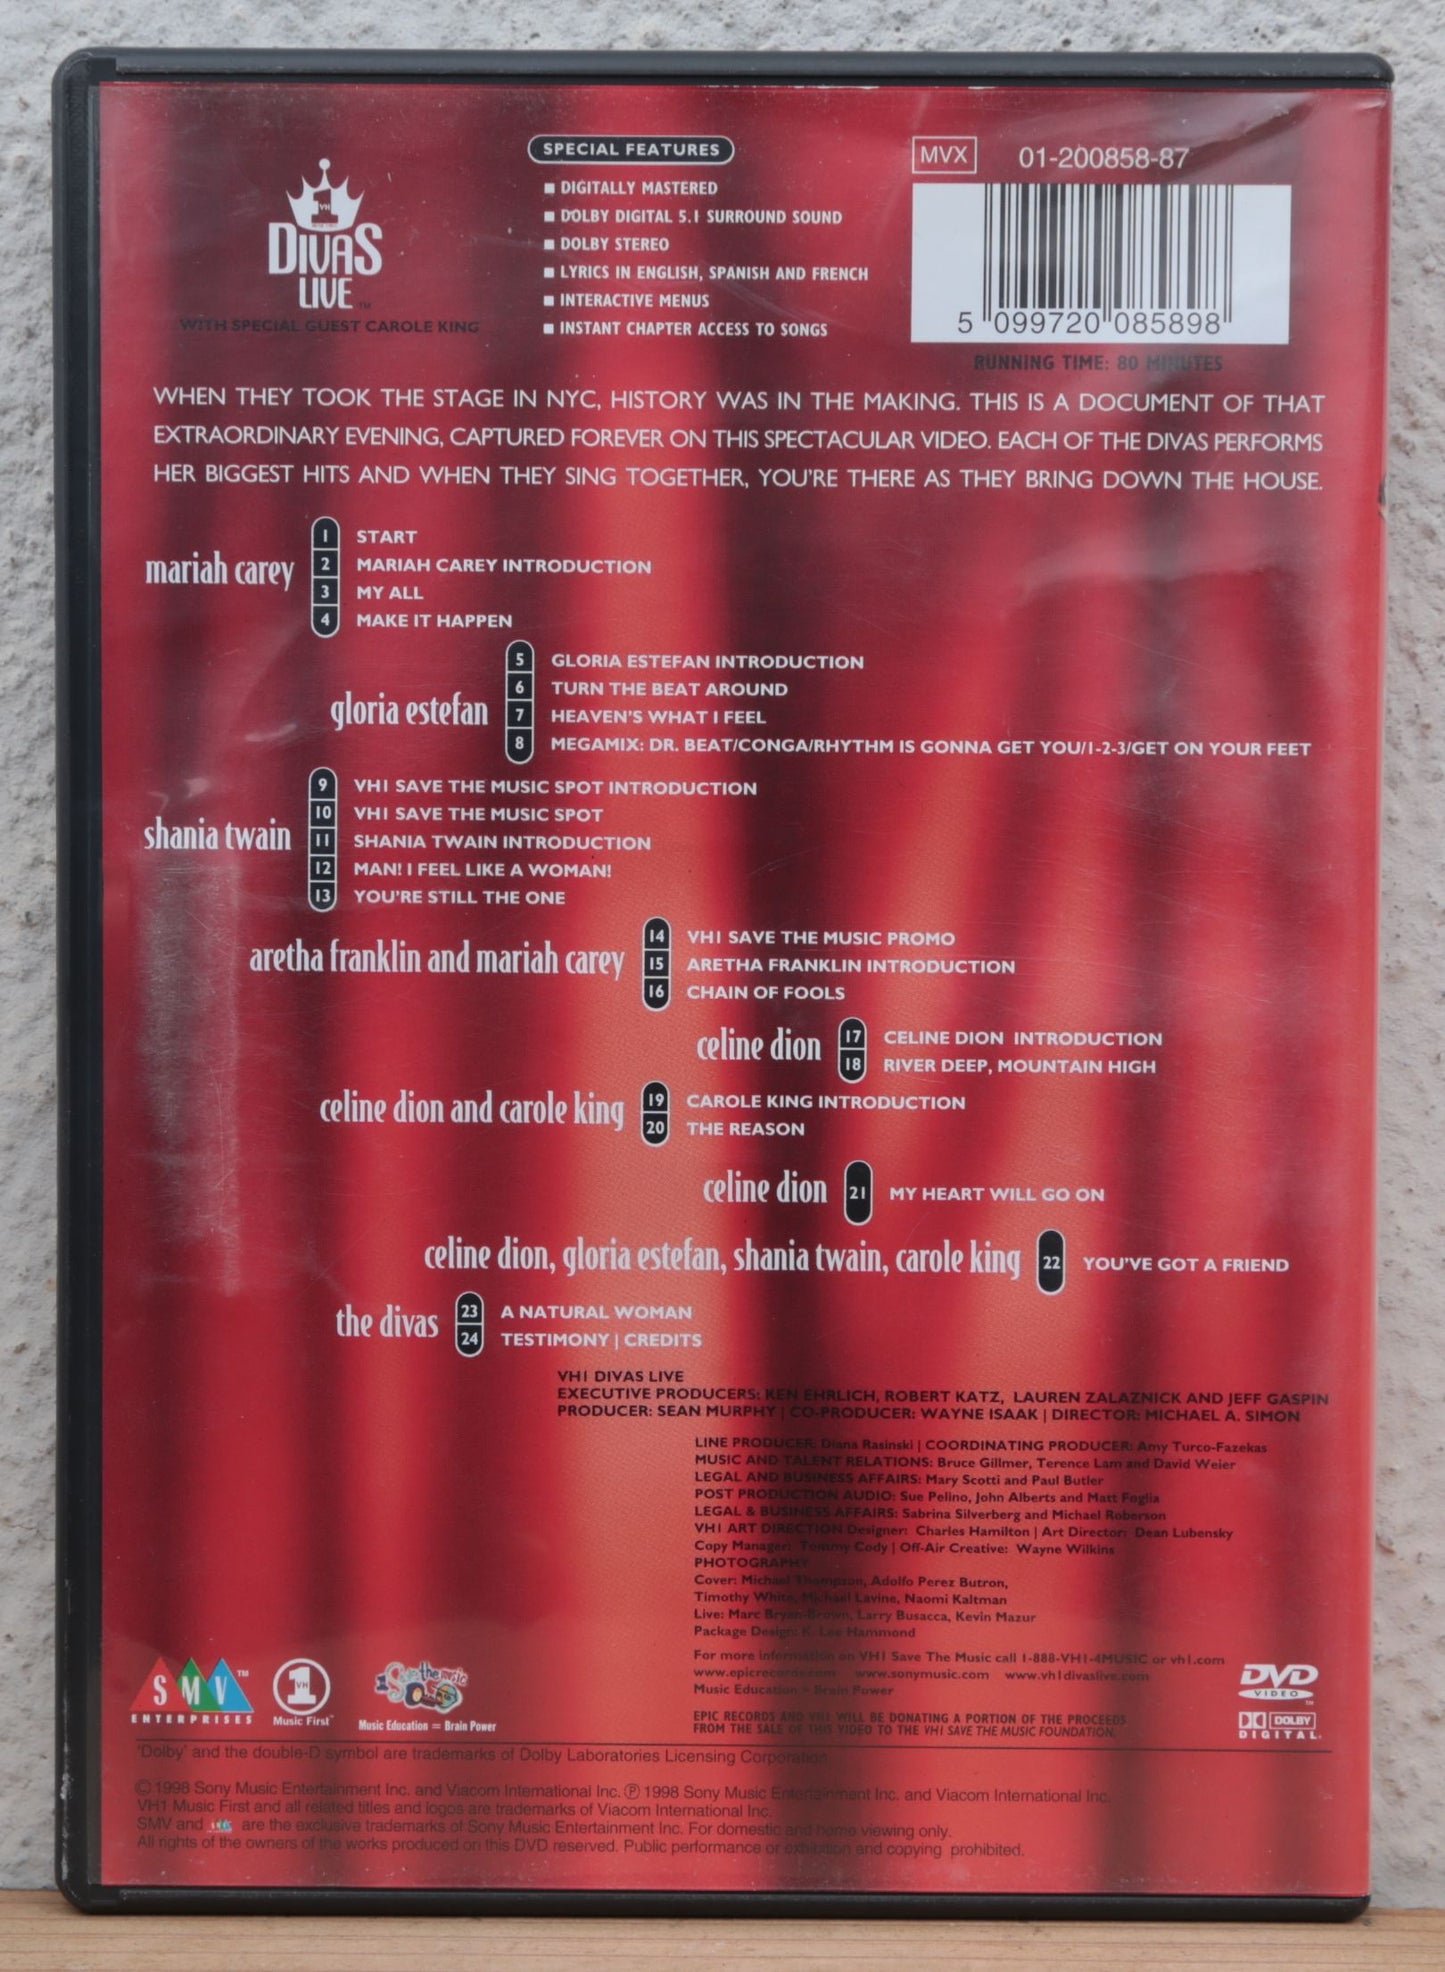 VH1
DIVAS
LIVE™
WITH SPECIAL GUEST CAROLE KING
SPECIAL FEATURES
■ DIGITALLY MASTERED
■ DOLBY DIGITAL 5.1 SURROUND SOUND
■ DOLBY STEREO
■ LYRICS IN ENGLISH, SPANISH AND FRENCH
■ INTERACTIVE MENUS
■ INSTANT CHAPTER ACCESS TO SONGS
MVX 01-200858-87
5 099720 085898
RUNNING TIME: 80 MINUTES
WHEN THEY TOOK THE STAGE IN NYC, HISTORY WAS IN THE MAKING. THIS IS A DOCUMENT OF THAT
EXTRAORDINARY EVENING, CAPTURED FOREVER ON THIS SPECTACULAR VIDEO. EACH OF THE DIVAS PERFORMS
HER BIGGEST HITS AND WHEN THEY SING TOGETHER, YOU'RE THERE AS THEY BRING DOWN THE HOUSE.
mariah carey
1 START
2 MARIAH CAREY INTRODUCTION
3 MY ALL
4 MAKE IT HAPPEN
gloria estefan
5 GLORIA ESTEFAN INTRODUCTION
6 TURN THE BEAT AROUND
7 HEAVEN'S WHAT I FEEL
8 MEGAMIX: DR. BEAT/CONGA/RHYTHM IS GONNA GET YOU/1-2-3/GET ON YOUR FEET
shania twain
9 VH1 SAVE THE MUSIC SPOT INTRODUCTION
10 VH1 SAVE THE MUSIC SPOT
11 SHANIA TWAIN INTRODUCTION
12 MAN! I FEEL LIKE A WOMAN!
13 YOU'RE STILL THE ONE
aretha franklin and mariah carey
14 VH1 SAVE THE MUSIC PROMO
15 ARETHA FRANKLIN INTRODUCTION
16 CHAIN OF FOOLS
celine dion
17 CELINE DION INTRODUCTION
18 RIVER DEEP, MOUNTAIN HIGH
celine dion and carole king
19 CAROLE KING INTRODUCTION
20 THE REASON
celine dion 21 MY HEART WILL GO ON
celine dion, gloria estefan, shania twain, carole king 22 YOU'VE GOT A FRIEND
the divas
23 A NATURAL WOMAN
24 TESTIMONY | CREDITS
VH1 DIVAS LIVE
EXECUTIVE PRODUCERS: KEN EHRLICH, ROBERT KATZ, LAUREN ZALAZNICK AND JEFF GASPIN
PRODUCER: SEAN MURPHY | CO-PRODUCER: WAYNE ISAAK | DIRECTOR: MICHAEL A. SIMON
LINE PRODUCER: Diana Rasinski | COORDINATING PRODUCER: Amy Turco-Fazekas
MUSIC AND TALENT RELATIONS: Bruce Gillmer, Terence Lam and David Weier
LEGAL AND BUSINESS AFFAIRS: Mary Scotti and Paul Butler
POST PRODUCTION AUDIO: Sue Pelino, John Alberts and Matt Foglia
LEGAL & BUSINESS AFFAIRS: Sabrina Silverberg and Michael Roberson
VH1 ART DIRECTION Designer: Charles Hamilton | Art Director: Dean Lubensky
Copy Manager: Tommy Cody | Off-Air Creative: Wayne Wilkins
PHOTOGRAPHY
Cover: Michael Thompson, Adolfo Perez Butron,
Timothy White, Michael Lavine, Naomi Kaltman
Live: Marc Bryan-Brown, Larry Busacca, Kevin Mazur
Package Design: K. Lee Hammond
For more information on VH1 Save The Music call 1-888-VH1-4MUSIC or vh1.com
www.epicrecords.com www.sonymusic.com www.vh1divaslive.com
Music Education = Brain Power
EPIC RECORDS AND VH1 WILL BE DONATING A PORTION OF THE PROCEEDS
FROM THE SALE OF THIS VIDEO TO THE VH1 SAVE THE MUSIC FOUNDATION.
SMV™
ENTERPRISES
VH1
Music First™
Save the music
Music Education = Brain Power
DVD
VIDEO™
DOLBY
DIGITAL
"Dolby" and the double-D symbol are trademarks of Dolby Laboratories Licensing Corporation
© 1998 Sony Music Entertainment Inc. and Viacom International Inc. ℗ 1998 Sony Music Entertainment Inc. and Viacom International Inc.
VH1 Music First and all related titles and logos are trademarks of Viacom International Inc.
SMV and SMV are the exclusive trademarks of Sony Music Entertainment Inc. For domestic and home viewing only.
All rights of the owners of the works produced on this DVD reserved. Public performance or exhibition and copying prohibited.